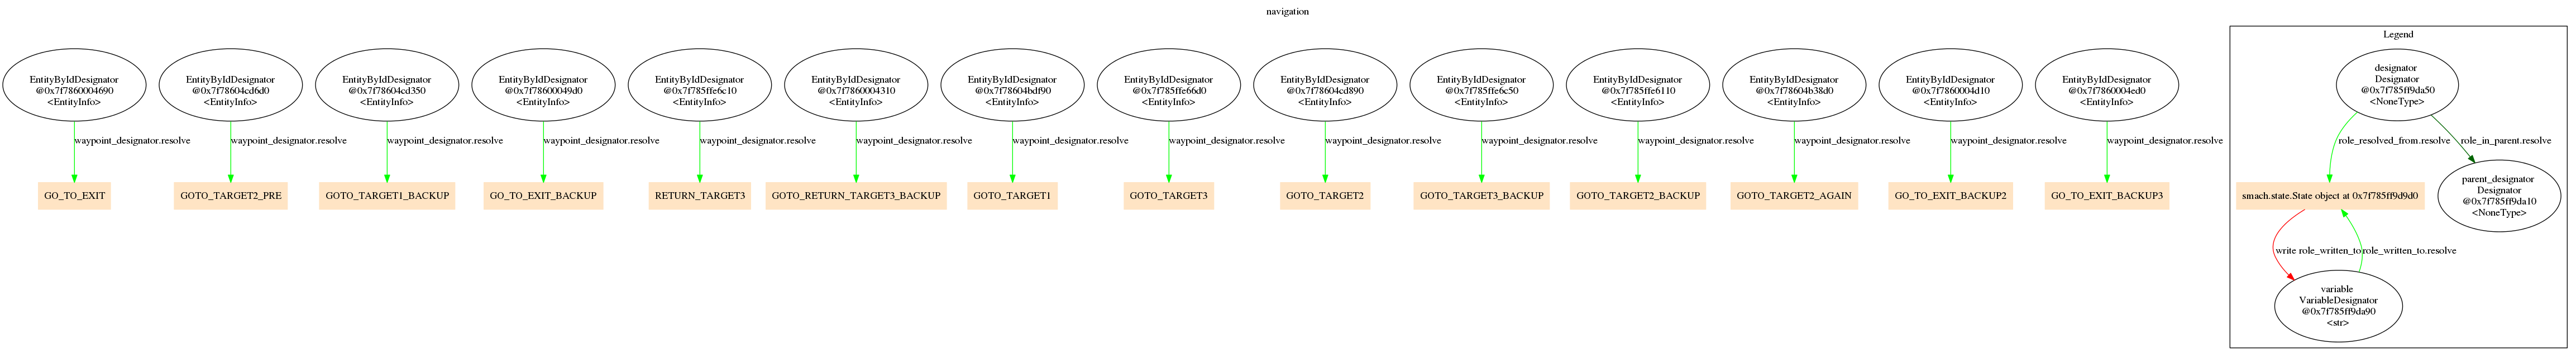 navigation
Legend
EntityByIdDesignator
@0x7f7860004690
<EntityInfo>
EntityByIdDesignator
@0x7f78604cd6d0
<EntityInfo>
EntityByIdDesignator
@0x7f78604cd350
<EntityInfo>
EntityByIdDesignator
@0x7f78600049d0
<EntityInfo>
EntityByIdDesignator
@0x7f785ffe6c10
<EntityInfo>
EntityByIdDesignator
@0x7f7860004310
<EntityInfo>
EntityByIdDesignator
@0x7f78604bdf90
<EntityInfo>
EntityByIdDesignator
@0x7f785ffe66d0
<EntityInfo>
EntityByIdDesignator
@0x7f78604cd890
<EntityInfo>
EntityByIdDesignator
@0x7f785ffe6c50
<EntityInfo>
EntityByIdDesignator
@0x7f785ffe6110
<EntityInfo>
EntityByIdDesignator
@0x7f78604b38d0
<EntityInfo>
EntityByIdDesignator
@0x7f7860004d10
<EntityInfo>
EntityByIdDesignator
@0x7f7860004ed0
<EntityInfo>
designator
Designator
@0x7f785ff9da50
<NoneType>
waypoint_designator.resolve
waypoint_designator.resolve
waypoint_designator.resolve
waypoint_designator.resolve
waypoint_designator.resolve
waypoint_designator.resolve
waypoint_designator.resolve
waypoint_designator.resolve
waypoint_designator.resolve
waypoint_designator.resolve
waypoint_designator.resolve
waypoint_designator.resolve
waypoint_designator.resolve
waypoint_designator.resolve
role_resolved_from.resolve
role_in_parent.resolve
GO_TO_EXIT
GOTO_TARGET2_PRE
GOTO_TARGET1_BACKUP
GO_TO_EXIT_BACKUP
RETURN_TARGET3
GOTO_RETURN_TARGET3_BACKUP
GOTO_TARGET1
GOTO_TARGET3
GOTO_TARGET2
GOTO_TARGET3_BACKUP
GOTO_TARGET2_BACKUP
GOTO_TARGET2_AGAIN
GO_TO_EXIT_BACKUP2
GO_TO_EXIT_BACKUP3
smach.state.State object at 0x7f785ff9d9d0
parent_designator
Designator
@0x7f785ff9da10
<NoneType>
write role_written_to
role_written_to.resolve
variable
VariableDesignator
@0x7f785ff9da90
<str>